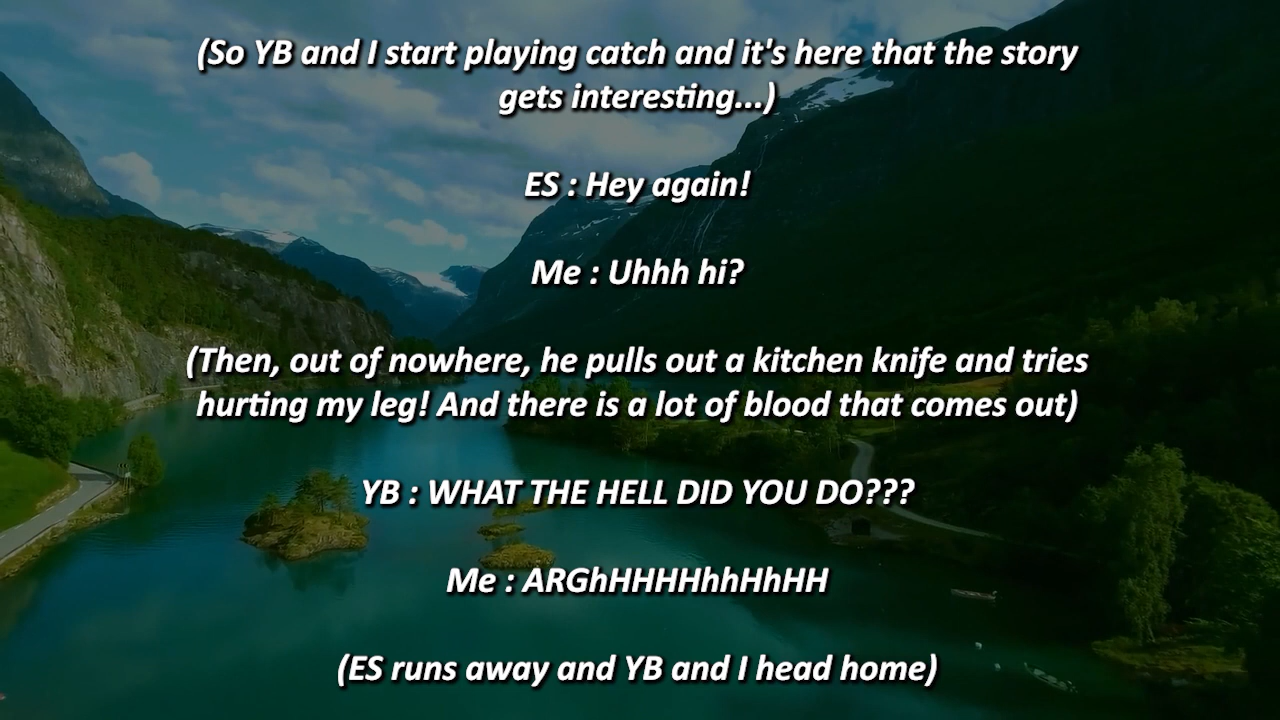 (So YB and I start playing catch and it's here that the story
gets interesting...)
ES : Hey again!
Me : Uhhh hi?
(Then, out of nowhere, he pulls out a kitchen knife and tries
hurting my leg! And there is a lot of blood that comes out)
YB : WHAT THE HELL DID YOU DO???
Me : ARGhHHHHhhHhHH
(ES runs away and YB and I head home)